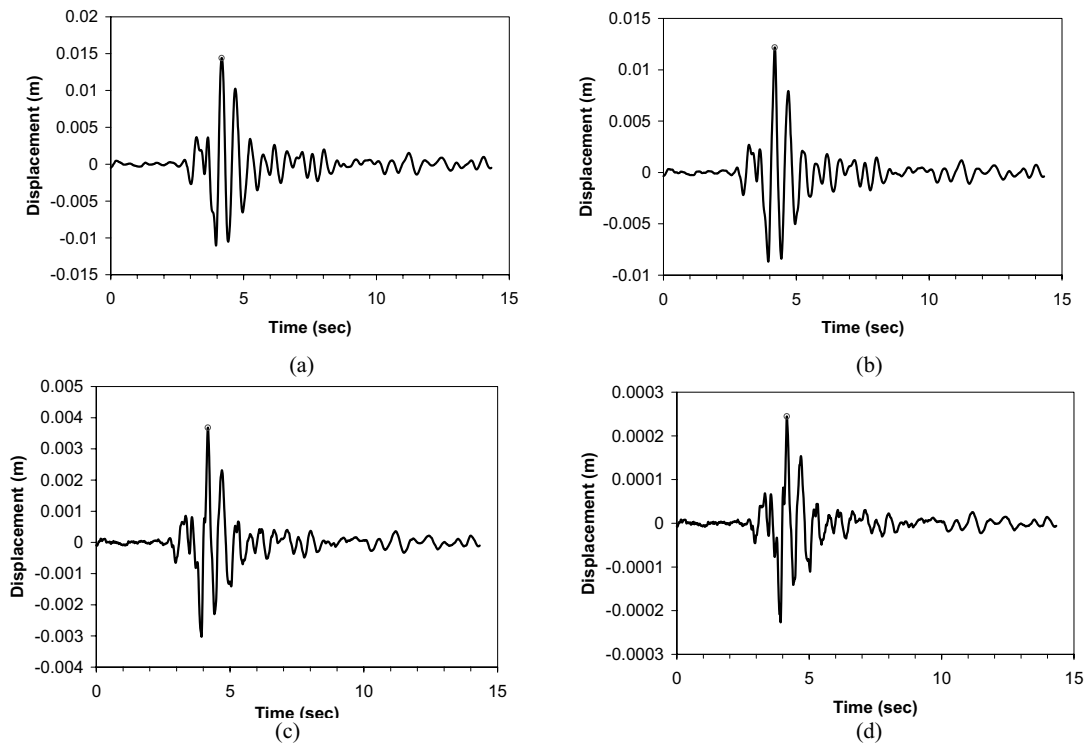 0.02
0.015
0.01
0.005
0
-0.005
-0.01
-0.015
Displacement (m)
0 5 10 15
Time (sec)
(a)
0.015
0.01
0.005
0
-0.005
-0.01
Displacement (m)
0 5 10 15
Time (sec)
(b)
0.005
0.004
0.003
0.002
0.001
0
-0.001
-0.002
-0.003
-0.004
Displacement (m)
0 5 10 15
Time (sec)
(c)
0.0003
0.0002
0.0001
0
-0.0001
-0.0002
-0.0003
Displacement (m)
0 5 10 15
Time (sec)
(d)